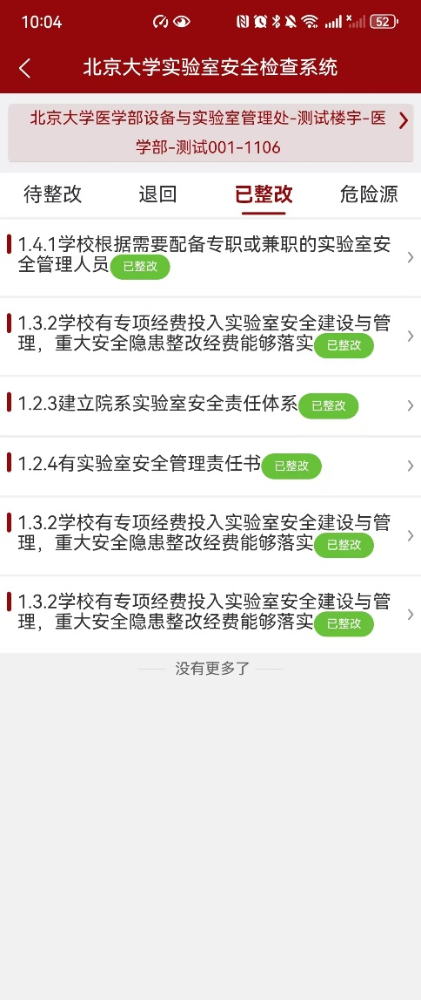 10:04
52
北京大学实验室安全检查系统
北京大学医学部设备与实验室管理处-测试楼宇-医
学部-测试001-1106
待整改 退回 已整改 危险源
1.4.1学校根据需要配备专职或兼职的实验室安
全管理人员 已整改
1.3.2学校有专项经费投入实验室安全建设与管
理，重大安全隐患整改经费能够落实 已整改
1.2.3建立院系实验室安全责任体系 已整改
1.2.4有实验室安全管理责任书 已整改
1.3.2学校有专项经费投入实验室安全建设与管
理，重大安全隐患整改经费能够落实 已整改
1.3.2学校有专项经费投入实验室安全建设与管
理，重大安全隐患整改经费能够落实 已整改
没有更多了